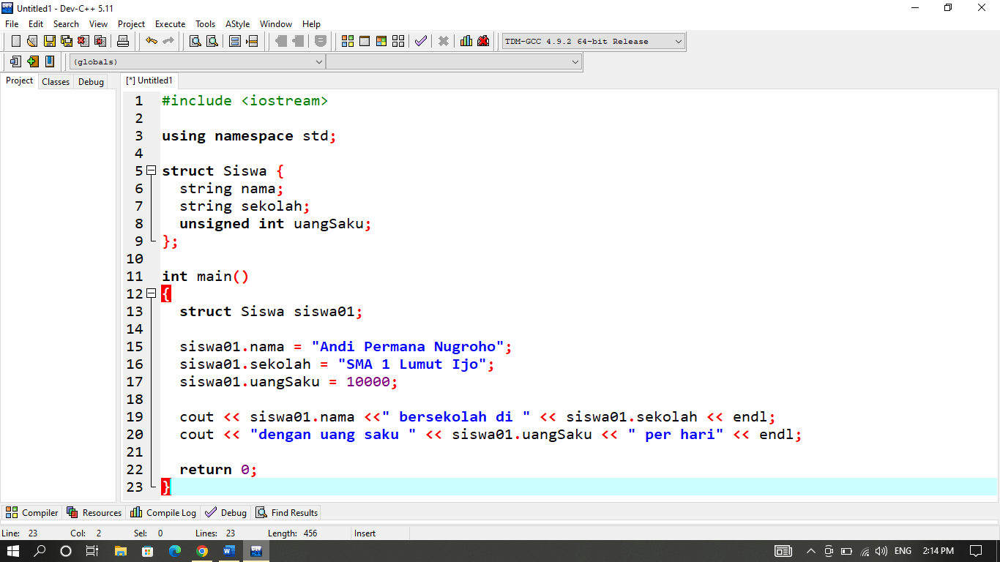 Untitled1 - Dev-C++ 5.11
File Edit Search View Project Execute Tools AStyle Window Help
TDM-GCC 4.9.2 64-bit Release
(globals)
Project Classes Debug
[*] Untitled1
1 #include <iostream>
2
3 using namespace std;
4
5 struct Siswa {
6 string nama;
7 string sekolah;
8 unsigned int uangSaku;
9 };
10
11 int main()
12 {
13 struct Siswa siswa01;
14
15 siswa01.nama = "Andi Permana Nugroho";
16 siswa01.sekolah = "SMA 1 Lumut Ijo";
17 siswa01.uangSaku = 10000;
18
19 cout << siswa01.nama <<" bersekolah di " << siswa01.sekolah << endl;
20 cout << "dengan uang saku " << siswa01.uangSaku << " per hari" << endl;
21
22 return 0;
23 }
Compiler Resources Compile Log Debug Find Results
Line: 23 Col: 2 Sel: 0 Lines: 23 Length: 456 Insert
ENG 2:14 PM